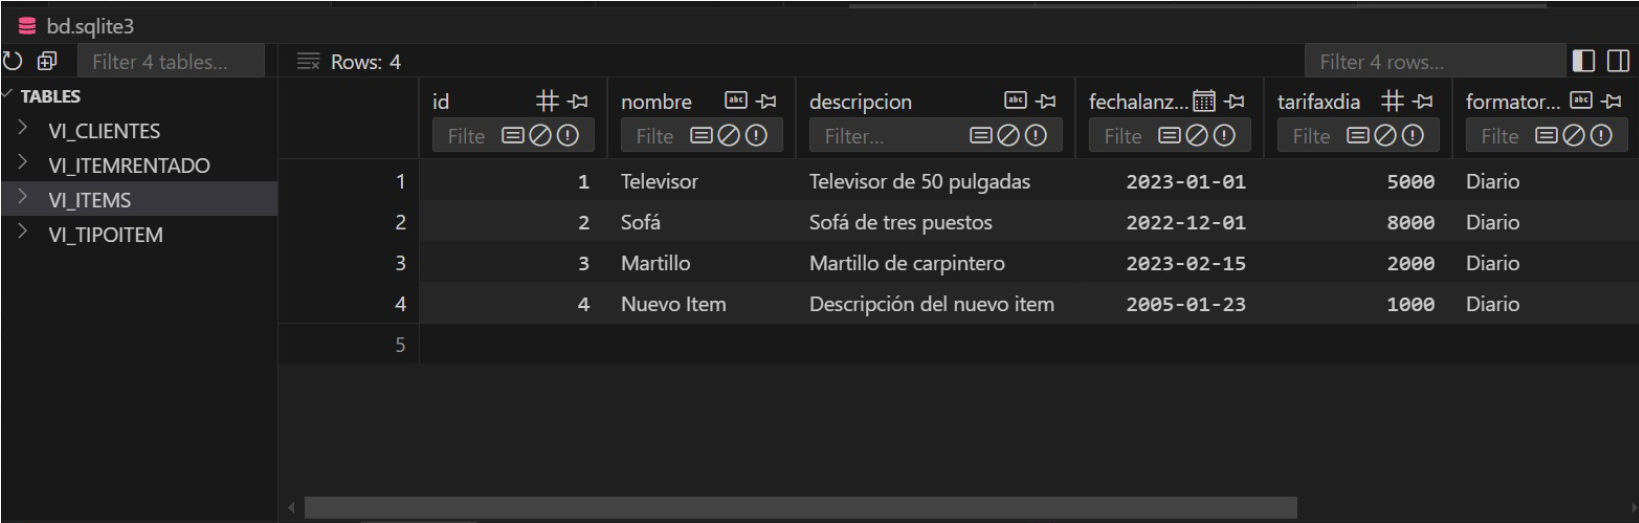 bd.sqlite3
Filter 4 tables... Rows: 4 Filter 4 rows...
TABLES
VI_CLIENTES
VI_ITEMRENTADO
VI_ITEMS
VI_TIPOITEM
id nombre descripcion fechalanz... tarifaxdia formator...
Filte Filte Filter... Filte Filte Filte
1 1 Televisor Televisor de 50 pulgadas 2023-01-01 5000 Diario
2 2 Sofá Sofá de tres puestos 2022-12-01 8000 Diario
3 3 Martillo Martillo de carpintero 2023-02-15 2000 Diario
4 4 Nuevo Item Descripción del nuevo item 2005-01-23 1000 Diario
5